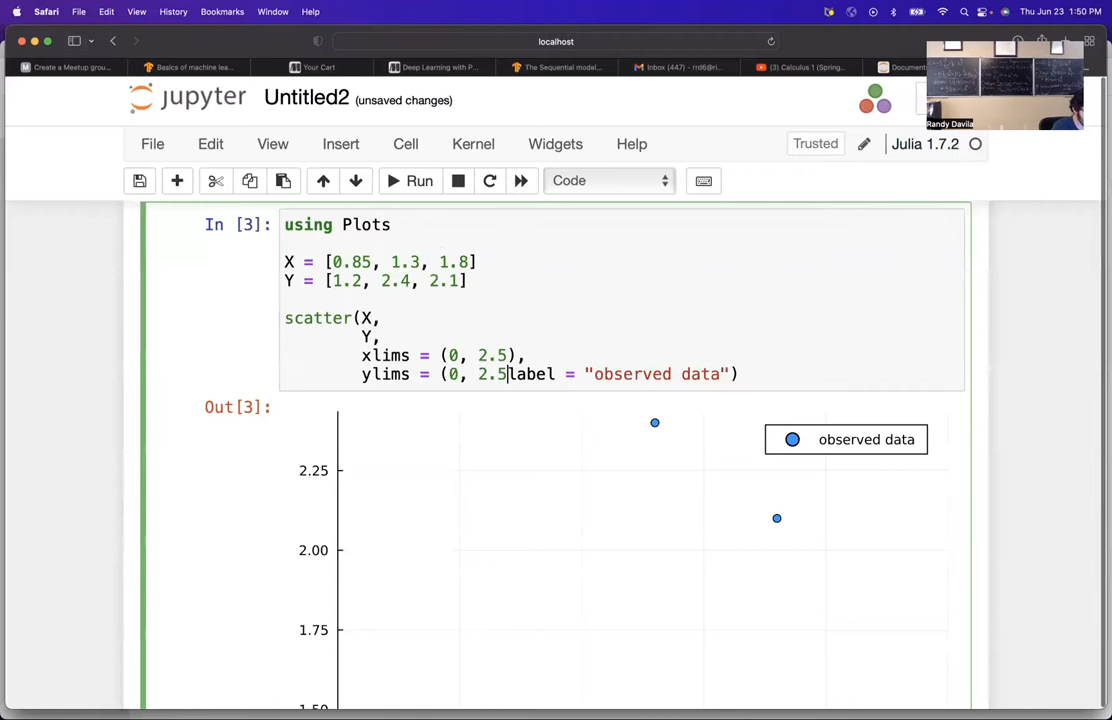 Safari File Edit View History Bookmarks Window Help Thu Jun 23 1:50 PM
localhost
Create a Meetup grou... Basics of machine lea... Your Cart Deep Learning with P... The Sequential model... Inbox (447) - rrd6@ri... Calculus 1 (Spring... Document
jupyter Untitled2 (unsaved changes)
Randy Davila
File Edit View Insert Cell Kernel Widgets Help Trusted Julia 1.7.2
Run Code
In [3]: using Plots
X = [0.85, 1.3, 1.8]
Y = [1.2, 2.4, 2.1]
scatter(X,
Y,
xlims = (0, 2.5),
ylims = (0, 2.5label = "observed data")
Out[3]:
observed data
2.25
2.00
1.75
1.50